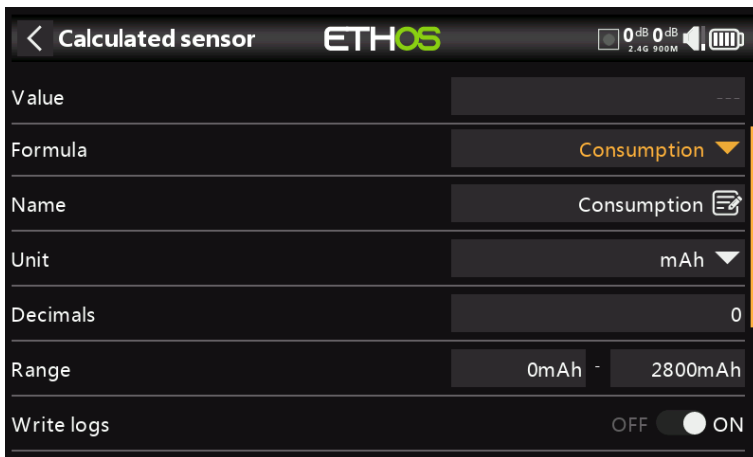 Calculated sensor ETHOS 0dB 0dB
2.4G 900M
Value ---
Formula Consumption
Name Consumption
Unit mAh
Decimals 0
Range 0mAh - 2800mAh
Write logs OFF ON